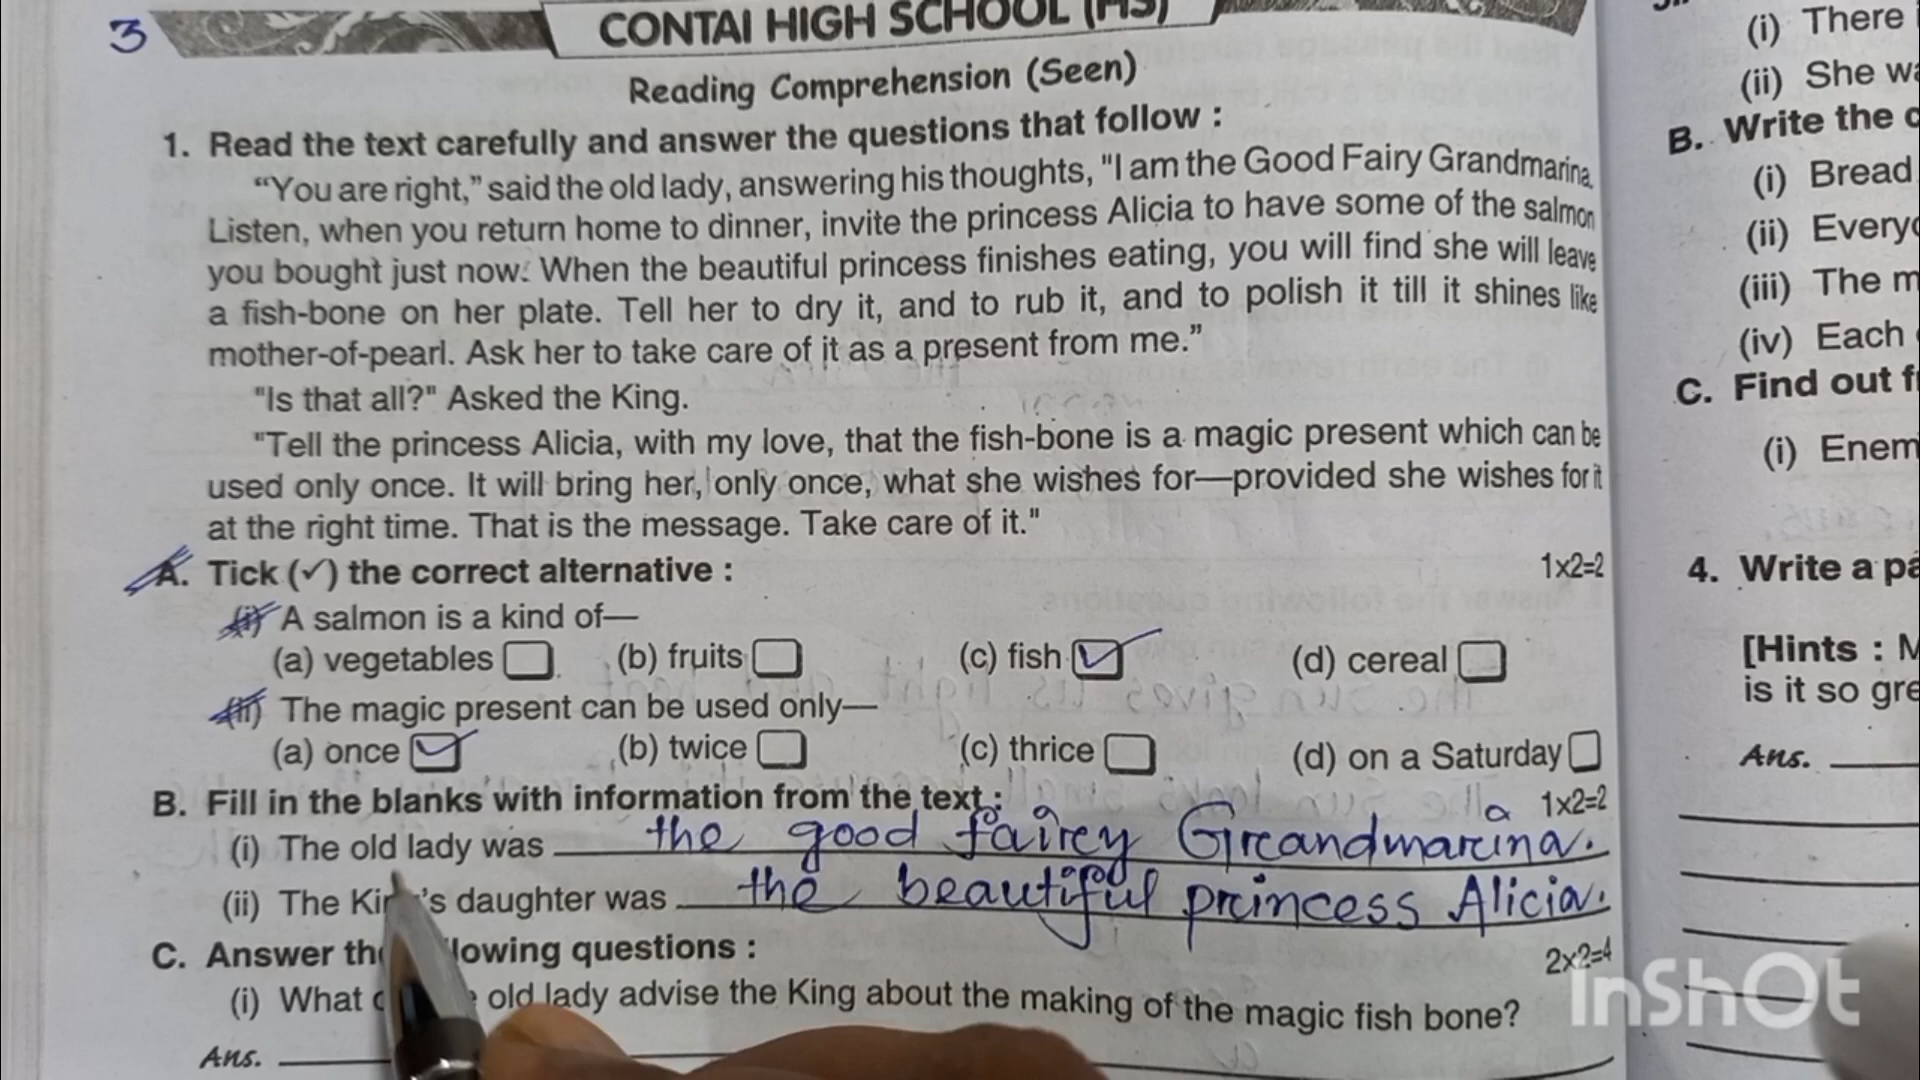 3
CONTAI HIGH SCHOOL (HS)
Reading Comprehension (Seen)
1. Read the text carefully and answer the questions that follow :
"You are right," said the old lady, answering his thoughts, "I am the Good Fairy Grandmarina.
Listen, when you return home to dinner, invite the princess Alicia to have some of the salmon
you bought just now. When the beautiful princess finishes eating, you will find she will leave
a fish-bone on her plate. Tell her to dry it, and to rub it, and to polish it till it shines like
mother-of-pearl. Ask her to take care of it as a present from me."
"Is that all?" Asked the King.
"Tell the princess Alicia, with my love, that the fish-bone is a magic present which can be
used only once. It will bring her, only once, what she wishes for—provided she wishes for it
at the right time. That is the message. Take care of it."
A. Tick (✓) the correct alternative : 1x2=2
(i) A salmon is a kind of—
(a) vegetables (b) fruits (c) fish (d) cereal
(ii) The magic present can be used only—
(a) once (b) twice (c) thrice (d) on a Saturday
B. Fill in the blanks with information from the text : 1x2=2
(i) The old lady was the good fairy Grandmarina.
(ii) The 's daughter was the beautiful princess Alicia.
C. Answer questions : 2x2=4
(i) What old lady advise the King about the making of the magic fish bone?
Ans.
(i) There
(ii) She
B. Write the
(i) Bread
(ii)
(iii) The
(iv) Each
C. Find out
(i)
4. Write a
[Hints :
is it so
Ans.
InShOt